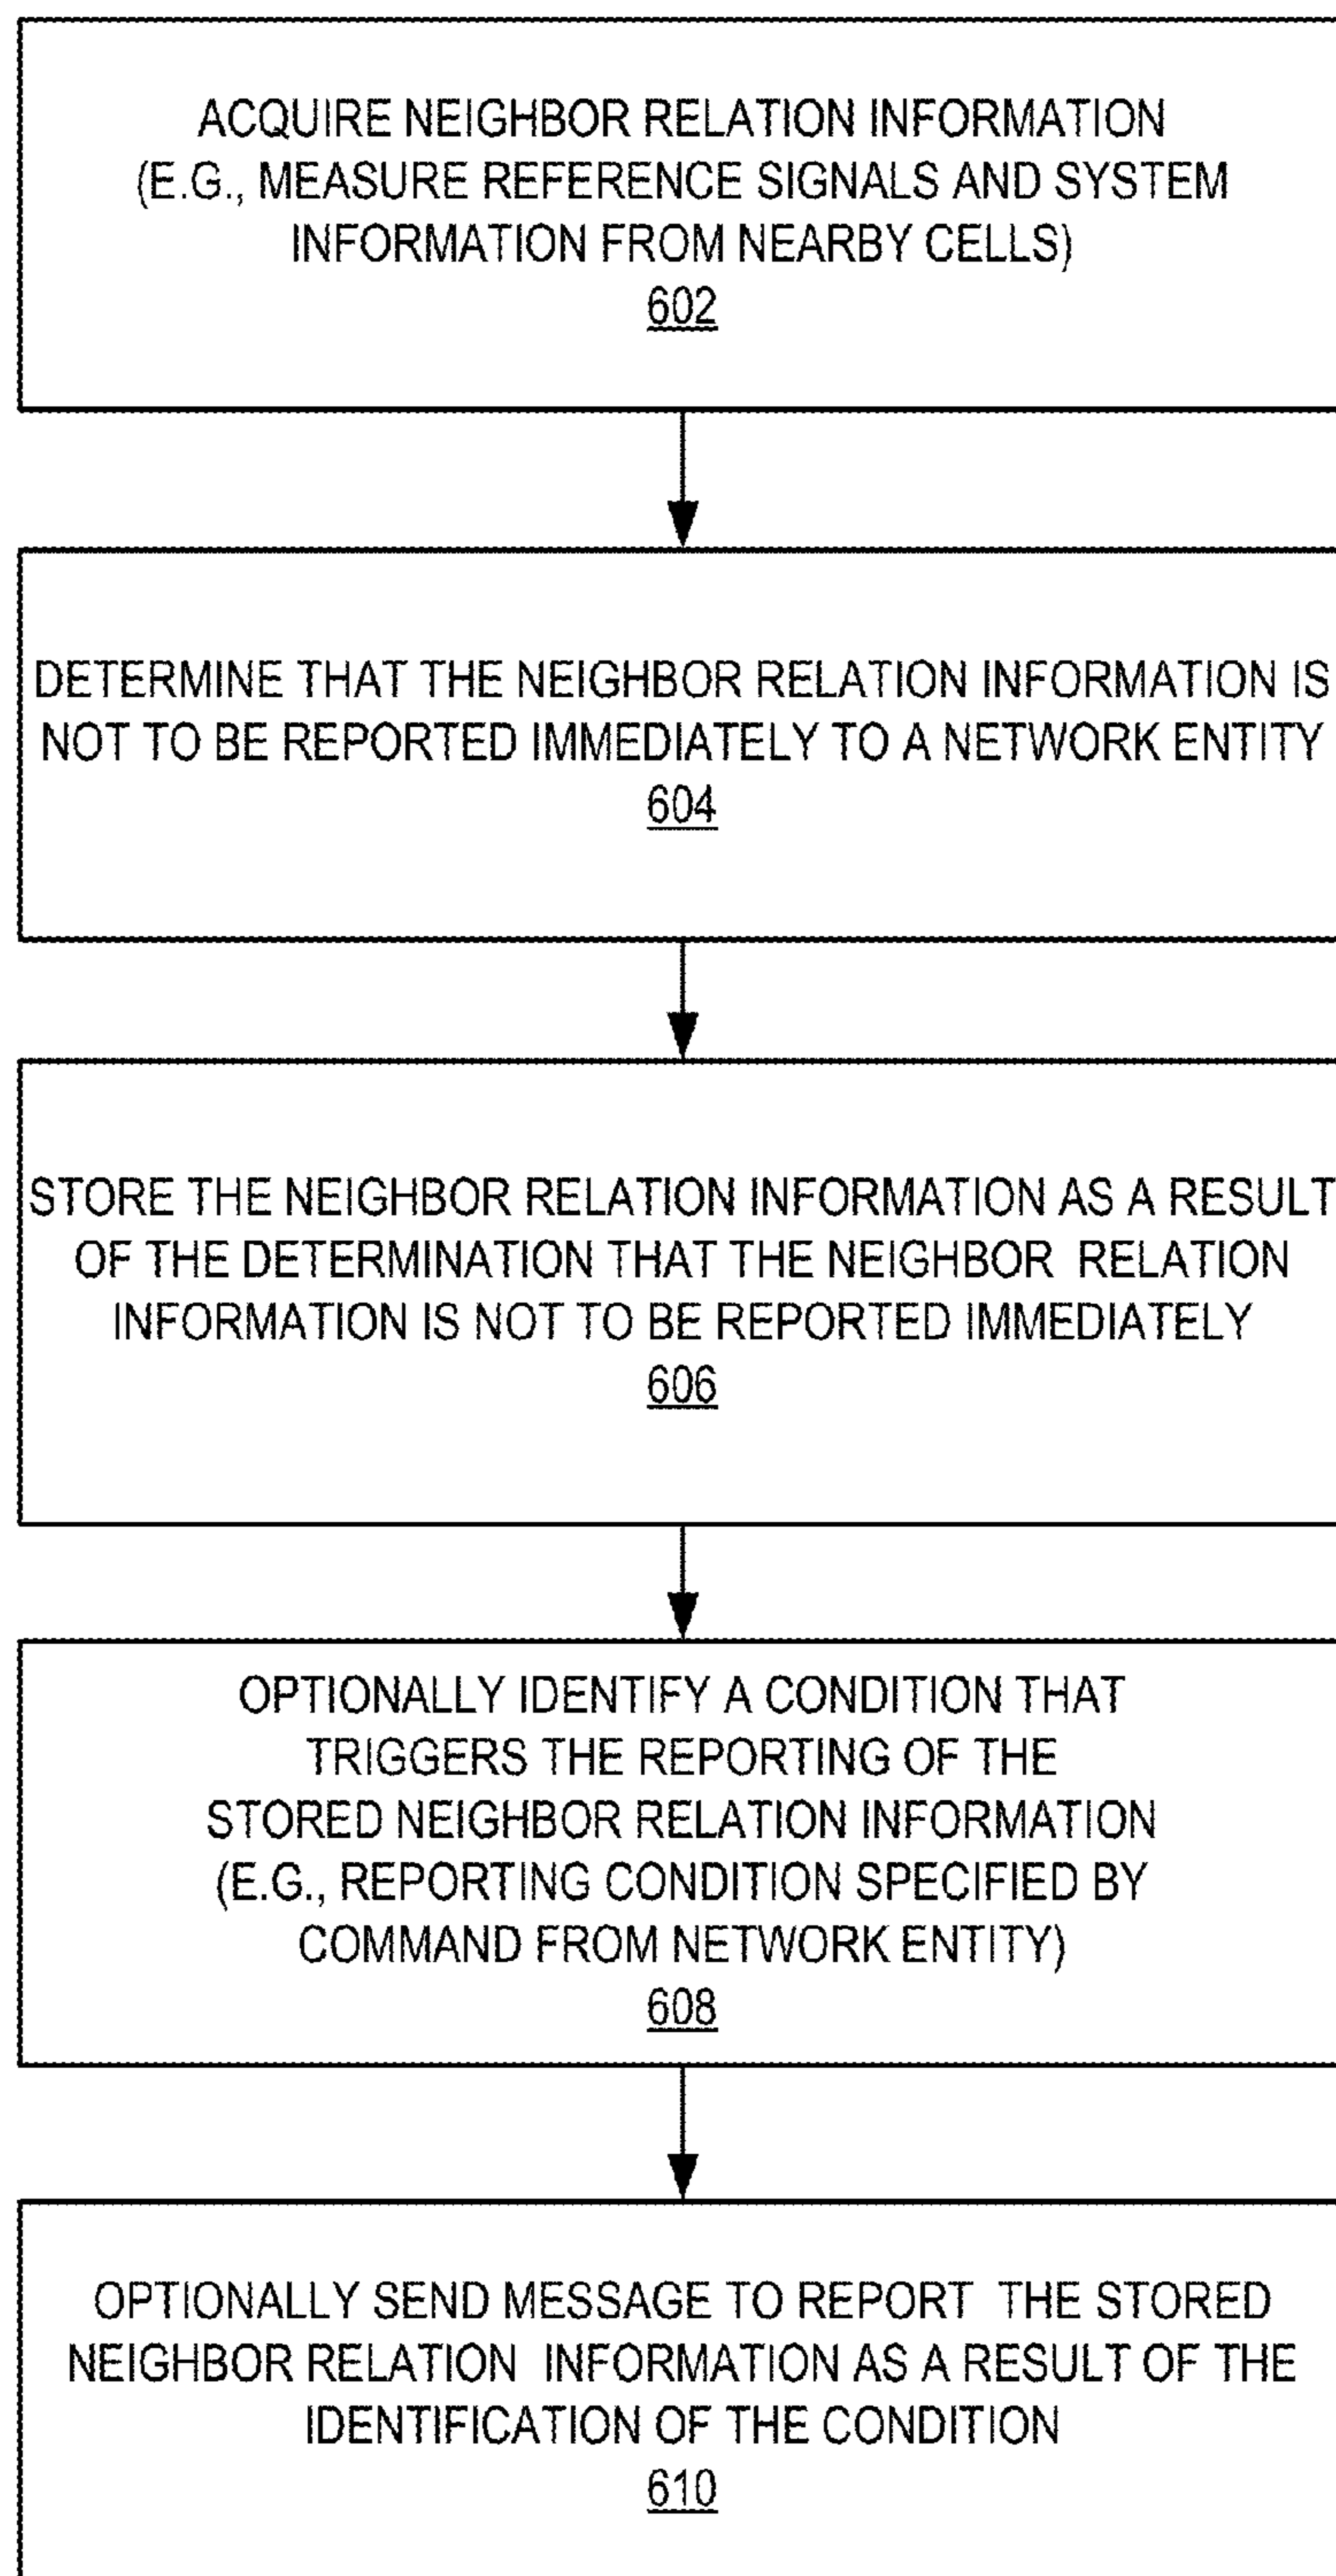 ACQUIRE NEIGHBOR RELATION INFORMATION
(E.G., MEASURE REFERENCE SIGNALS AND SYSTEM
INFORMATION FROM NEARBY CELLS)
602
DETERMINE THAT THE NEIGHBOR RELATION INFORMATION IS
NOT TO BE REPORTED IMMEDIATELY TO A NETWORK ENTITY
604
STORE THE NEIGHBOR RELATION INFORMATION AS A RESULT
OF THE DETERMINATION THAT THE NEIGHBOR RELATION
INFORMATION IS NOT TO BE REPORTED IMMEDIATELY
606
OPTIONALLY IDENTIFY A CONDITION THAT
TRIGGERS THE REPORTING OF THE
STORED NEIGHBOR RELATION INFORMATION
(E.G., REPORTING CONDITION SPECIFIED BY
COMMAND FROM NETWORK ENTITY)
608
OPTIONALLY SEND MESSAGE TO REPORT THE STORED
NEIGHBOR RELATION INFORMATION AS A RESULT OF THE
IDENTIFICATION OF THE CONDITION
610